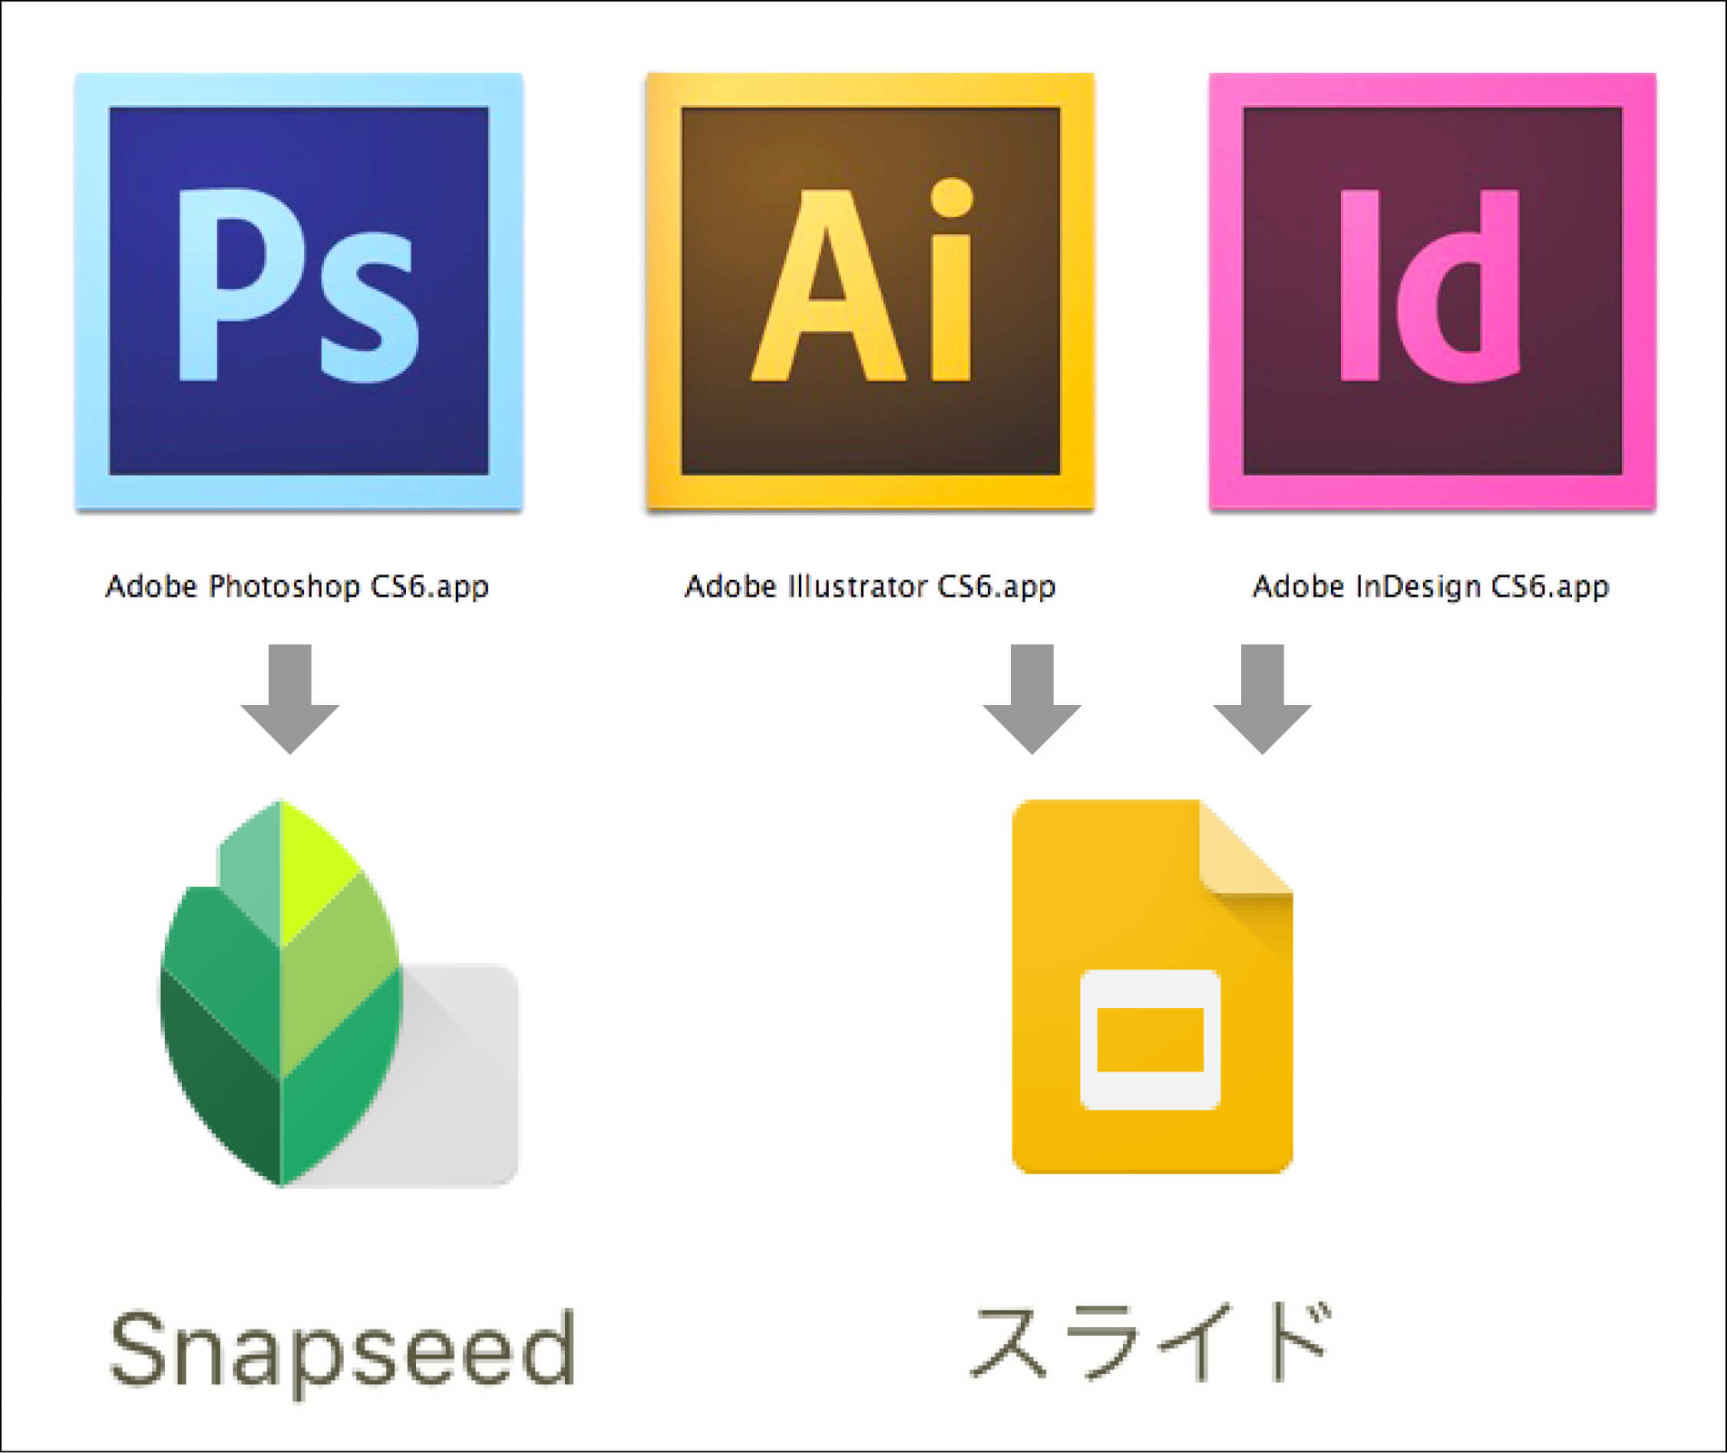 Ps
Ai
Id
Adobe Photoshop CS6.app
Adobe Illustrator CS6.app
Adobe InDesign CS6.app
Snapseed
スライド